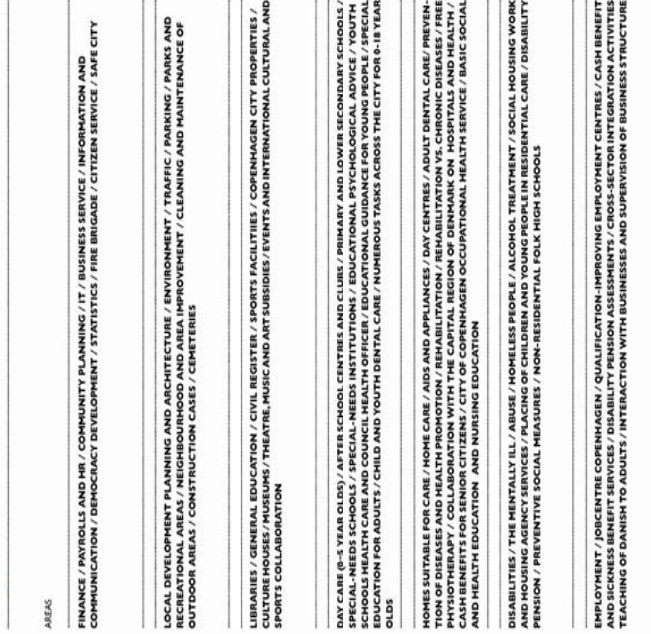 AREAS
FINANCE / PAYROLLS AND HR / COMMUNITY PLANNING / IT / BUSINESS SERVICE / INFORMATION AND
COMMUNICATION / DEMOCRACY DEVELOPMENT / STATISTICS / FIRE BRIGADE / CITIZEN SERVICE / SAFE CITY
LOCAL DEVELOPMENT PLANNING AND ARCHITECTURE / ENVIRONMENT / TRAFFIC / PARKING / PARKS AND
RECREATIONAL AREAS / NEIGHBOURHOOD AND AREA IMPROVEMENT / CLEANING AND MAINTENANCE OF
OUTDOOR AREAS / CONSTRUCTION CASES / CEMETERIES
LIBRARIES / GENERAL EDUCATION / CIVIL REGISTER / SPORTS FACILITIIES / COPENHAGEN CITY PROPERTIES /
CULTURE HOUSES / MUSEUMS / THEATRE, MUSIC AND ART SUBSIDIES / EVENTS AND INTERNATIONAL CULTURAL AND
SPORTS COLLABORATION
DAY CARE (0–5 YEAR OLDS) / AFTER SCHOOL CENTRES AND CLUBS / PRIMARY AND LOWER SECONDARY SCHOOLS /
SPECIAL-NEEDS SCHOOLS / SPECIAL-NEEDS INSTITUTIONS / EDUCATIONAL PSYCHOLOGICAL ADVICE / YOUTH
SCHOOLS HEALTH CARE AND COUNCIL HEALTH OFFICER / EDUCATIONAL GUIDANCE FOR YOUNG PEOPLE / SPECIAL
EDUCATION FOR ADULTS / CHILD AND YOUTH DENTAL CARE / NUMEROUS TASKS ACROSS THE CITY FOR 0-18 YEAR
OLDS
HOMES SUITABLE FOR CARE / HOME CARE / AIDS AND APPLIANCES / DAY CENTRES / ADULT DENTAL CARE/ PREVEN-
TION OF DISEASES AND HEALTH PROMOTION / REHABILITATION / REHABILITATION VS. CHRONIC DISEASES / FREE
PHYSIOTHERAPY / COLLABORATION WITH THE CAPITAL REGION OF DENMARK ON HOSPITALS AND HEALTH /
CASH BENEFITS FOR SENIOR CITIZENS / CITY OF COPENHAGEN OCCUPATIONAL HEALTH SERVICE / BASIC SOCIAL
AND HEALTH EDUCATION AND NURSING EDUCATION
DISABILITIES / THE MENTALLY ILL / ABUSE / HOMELESS PEOPLE / ALCOHOL TREATMENT / SOCIAL HOUSING WORK
AND HOUSING AGENCY SERVICES / PLACING OF CHILDREN AND YOUNG PEOPLE IN RESIDENTIAL CARE / DISABILITY
PENSION / PREVENTIVE SOCIAL MEASURES / NON-RESIDENTIAL FOLK HIGH SCHOOLS
EMPLOYMENT / JOBCENTRE COPENHAGEN / QUALIFICATION-IMPROVING EMPLOYMENT CENTRES / CASH BENEFIT
AND SICKNESS BENEFIT SERVICES / DISABILITY PENSION ASSESSMENTS / CROSS-SECTOR INTEGRATION ACTIVITIES
TEACHING OF DANISH TO ADULTS / INTERACTION WITH BUSINESSES AND SUPERVISION OF BUSINESS STRUCTURE